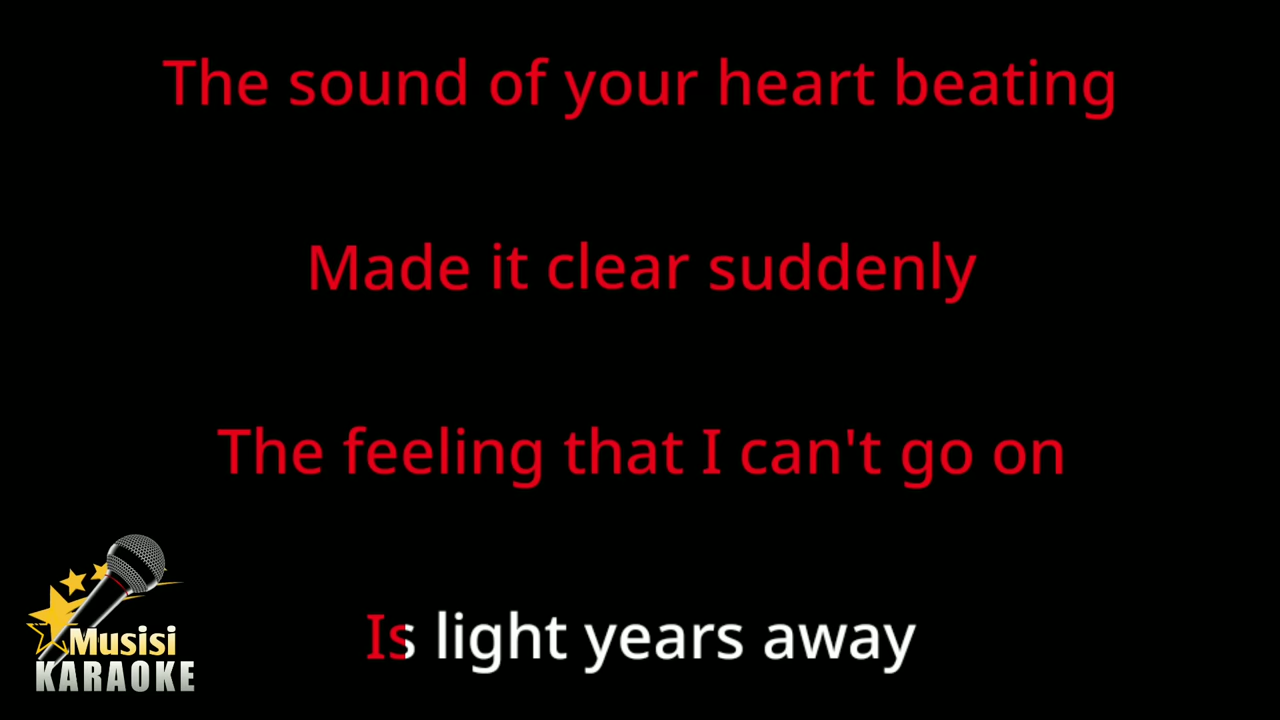 The sound of your heart beating
Made it clear suddenly
The feeling that I can't go on
Is light years away
Musisi
KARAOKE